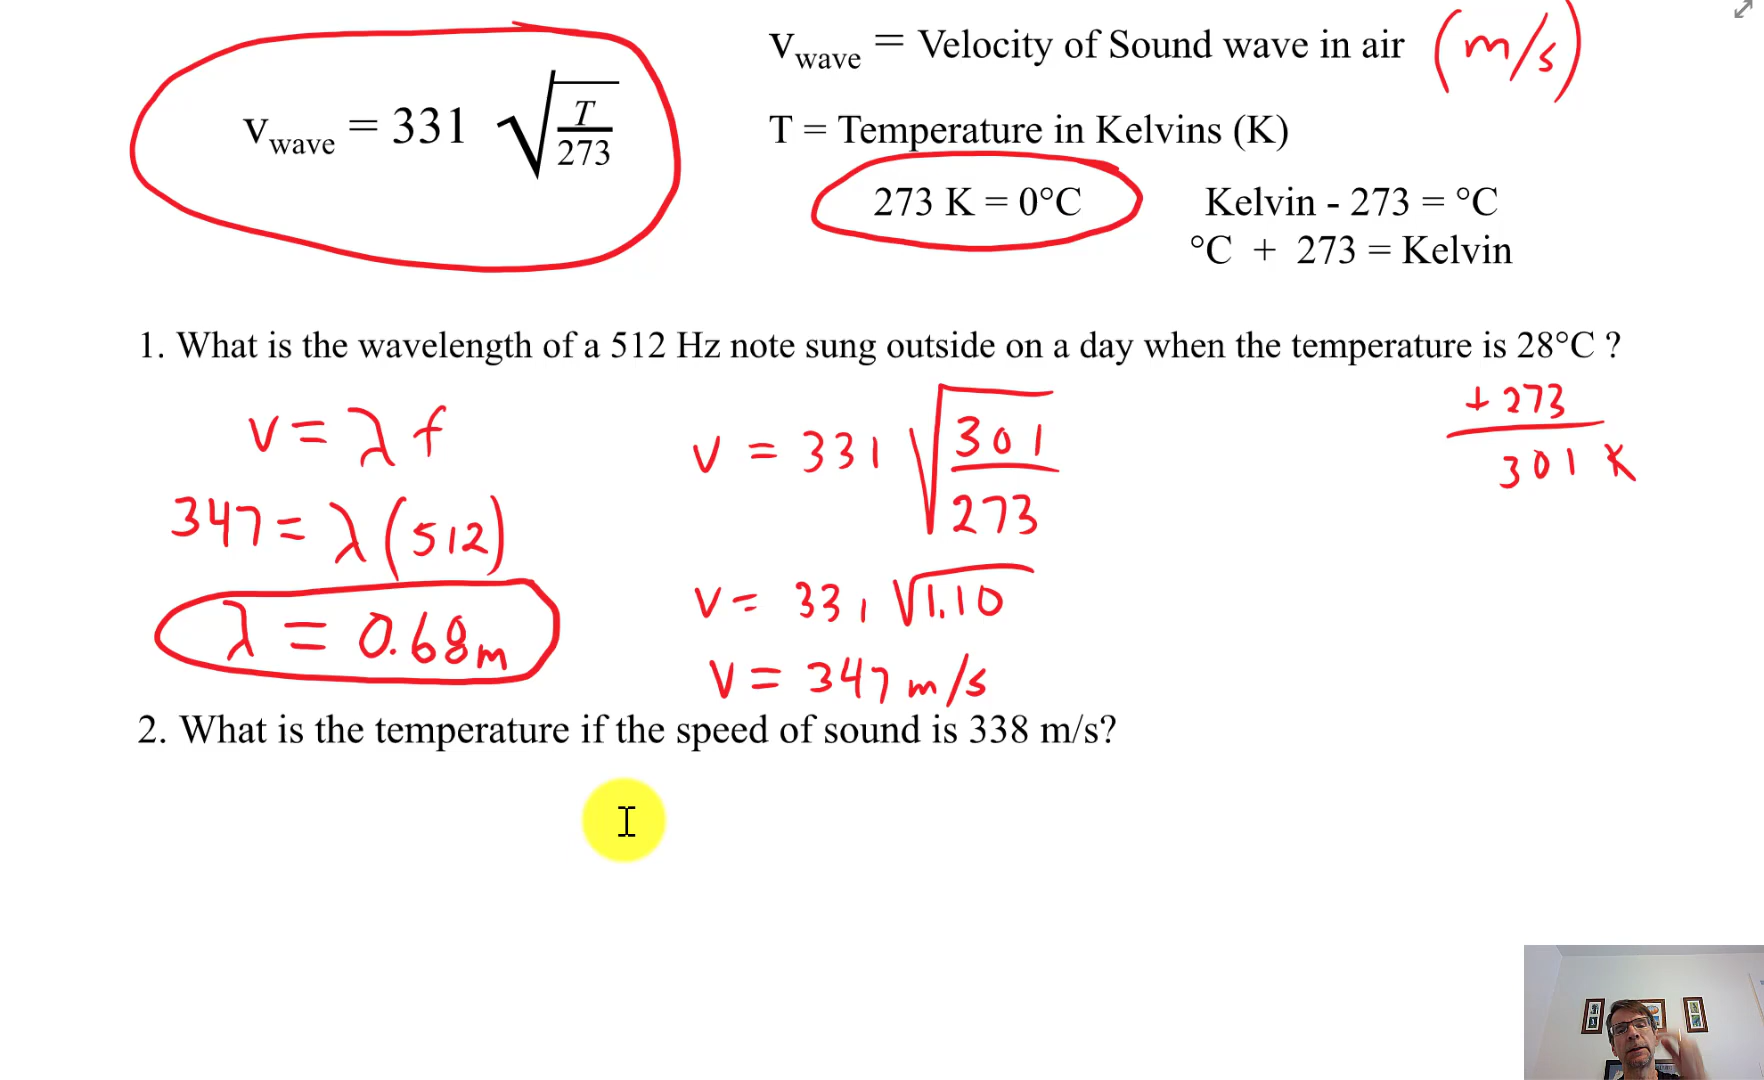 v_wave = 331 √(T/273)
v_wave = Velocity of Sound wave in air (m/s)
T = Temperature in Kelvins (K)
273 K = 0°C
Kelvin - 273 = °C
°C + 273 = Kelvin
1. What is the wavelength of a 512 Hz note sung outside on a day when the temperature is 28°C ?
+273
301 K
v = λ f
347 = λ (512)
λ = 0.68m
v = 331 √(301/273)
v = 331 √1.10
v = 347 m/s
2. What is the temperature if the speed of sound is 338 m/s?